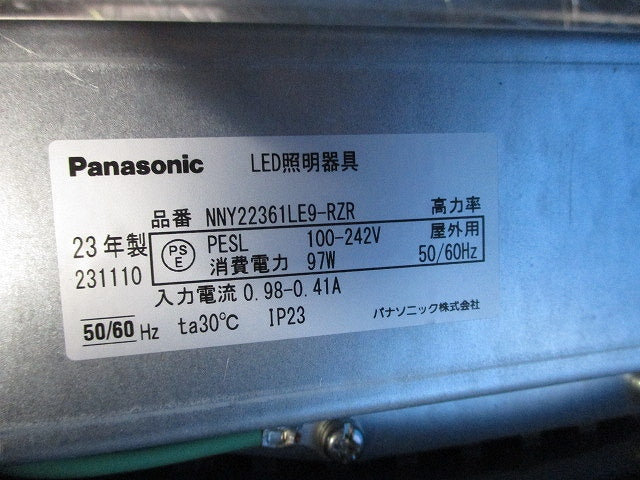 Panasonic LED照明器具
品番 NNY22361LE9-RZR 高力率
23年製 PS E PESL 100-242V 屋外用
231110 消費電力 97W 50/60Hz
入力電流 0.98-0.41A
50/60 Hz ta30℃ IP23 パナソニック株式会社